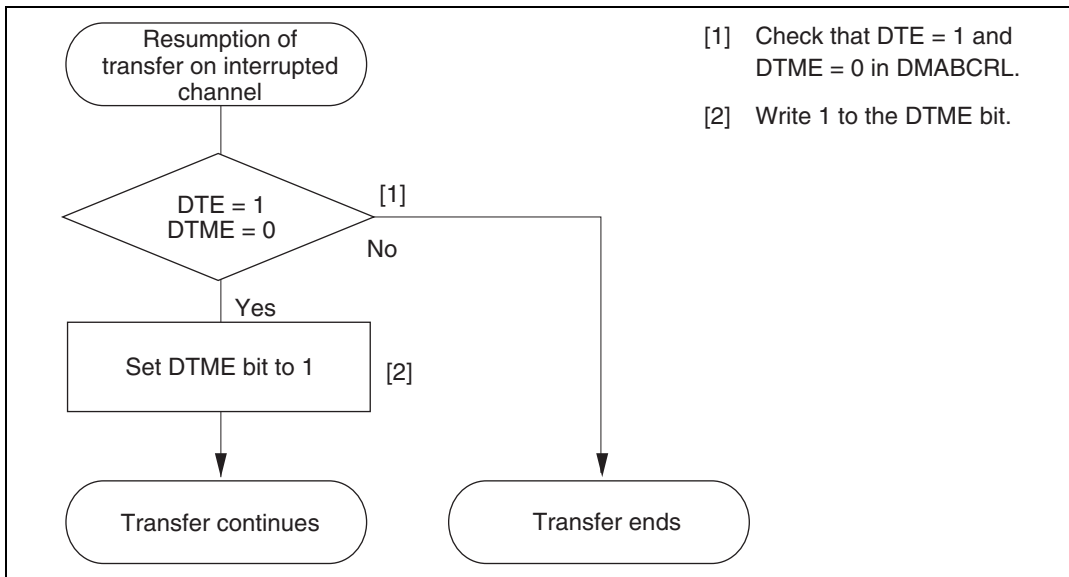 Resumption of
transfer on interrupted
channel
[1] Check that DTE = 1 and
DTME = 0 in DMABCRL.
[2] Write 1 to the DTME bit.
DTE = 1
DTME = 0
[1]
No
Yes
Set DTME bit to 1
[2]
Transfer continues
Transfer ends